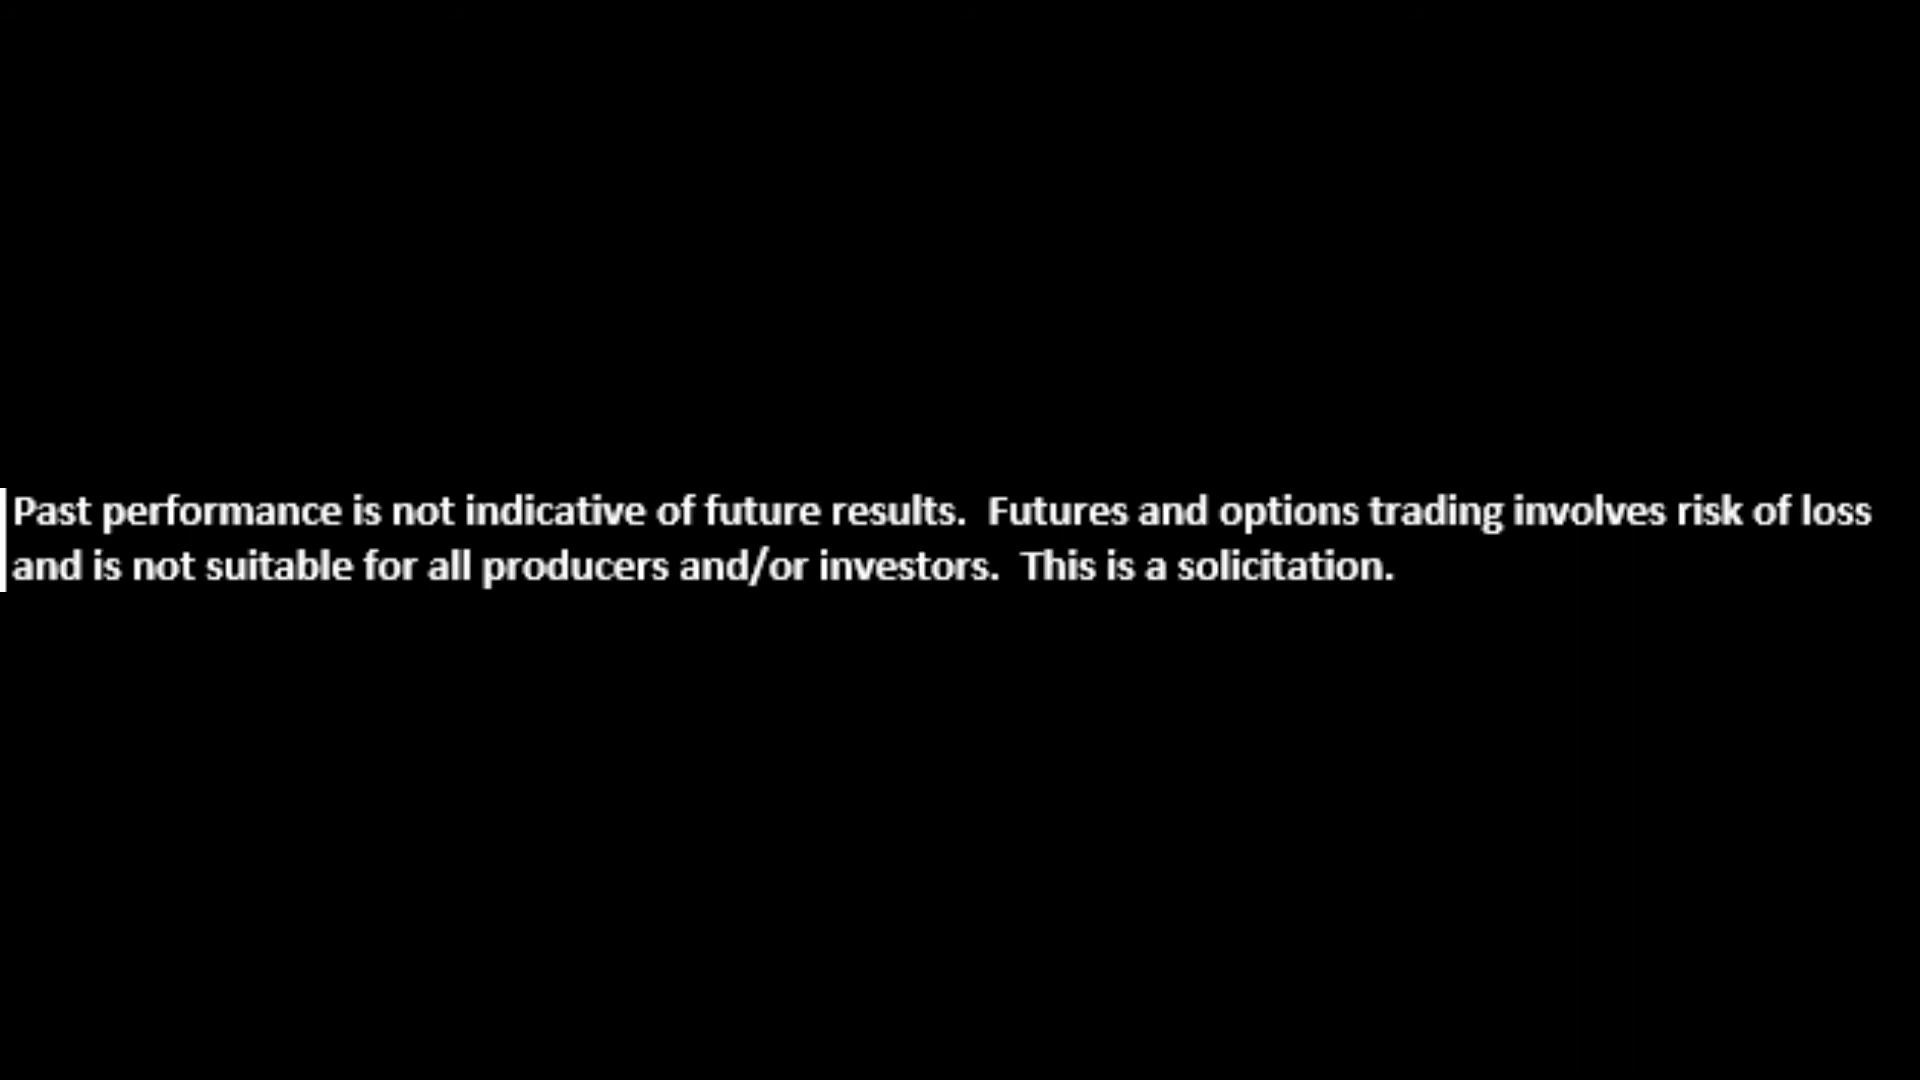 Past performance is not indicative of future results.  Futures and options trading involves risk of loss
and is not suitable for all producers and/or investors.  This is a solicitation.